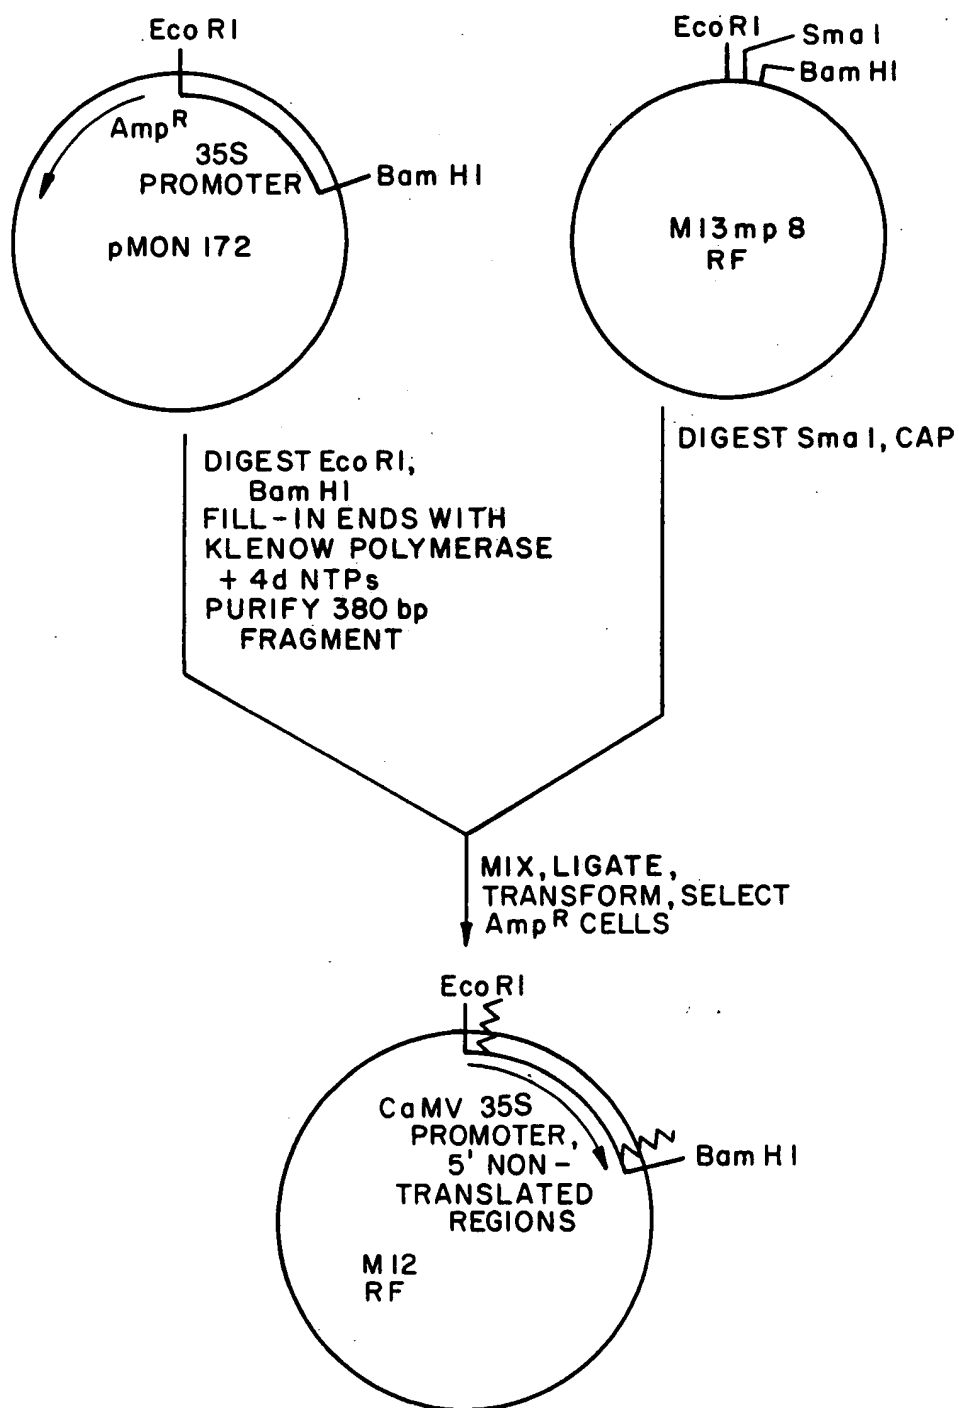 Eco RI
Amp R
35S
PROMOTER
Bam HI
pMON 172
Eco RI
Sma I
Bam HI
M13mp 8
RF
DIGEST Eco RI,
Bam HI
FILL-IN ENDS WITH
KLENOW POLYMERASE
+ 4d NTPs
PURIFY 380 bp
FRAGMENT
DIGEST Sma I, CAP
MIX, LIGATE,
TRANSFORM, SELECT
Amp R CELLS
Eco RI
CaMV 35S
PROMOTER,
5' NON-
TRANSLATED
REGIONS
Bam HI
M12
RF